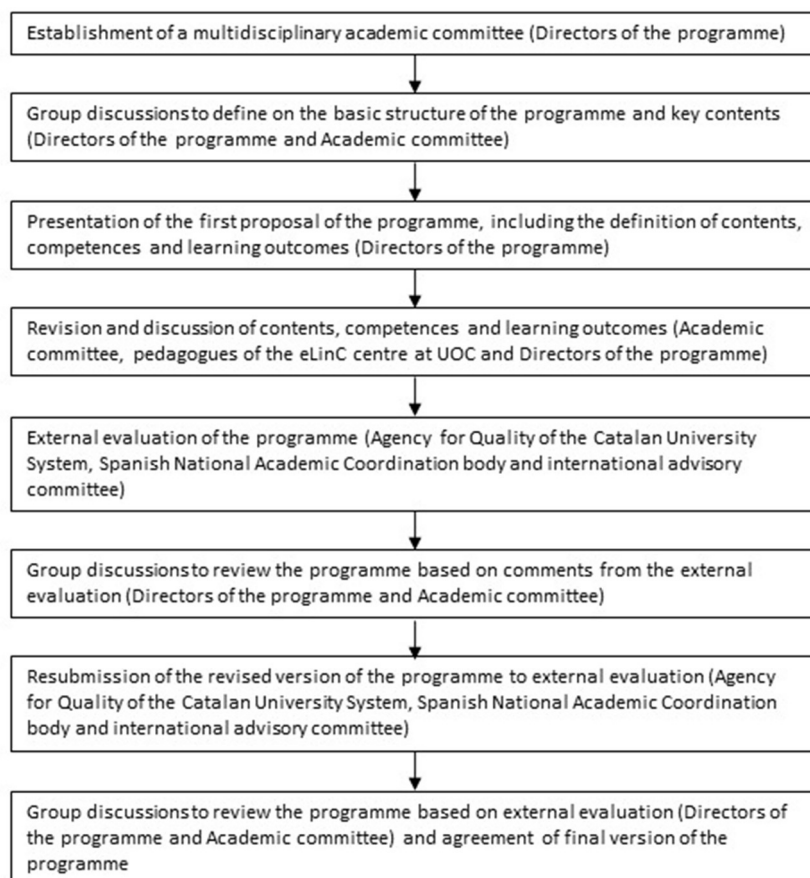 Establishment of a multidisciplinary academic committee (Directors of the programme)
Group discussions to define on the basic structure of the programme and key contents
(Directors of the programme and Academic committee)
Presentation of the first proposal of the programme, including the definition of contents,
competences and learning outcomes (Directors of the programme)
Revision and discussion of contents, competences and learning outcomes (Academic
committee, pedagogues of the eLinC centre at UOC and Directors of the programme)
External evaluation of the programme (Agency for Quality of the Catalan University
System, Spanish National Academic Coordination body and international advisory
committee)
Group discussions to review the programme based on comments from the external
evaluation (Directors of the programme and Academic committee)
Resubmission of the revised version of the programme to external evaluation (Agency
for Quality of the Catalan University System, Spanish National Academic Coordination
body and international advisory committee)
Group discussions to review the programme based on external evaluation (Directors of
the programme and Academic committee) and agreement of final version of the
programme